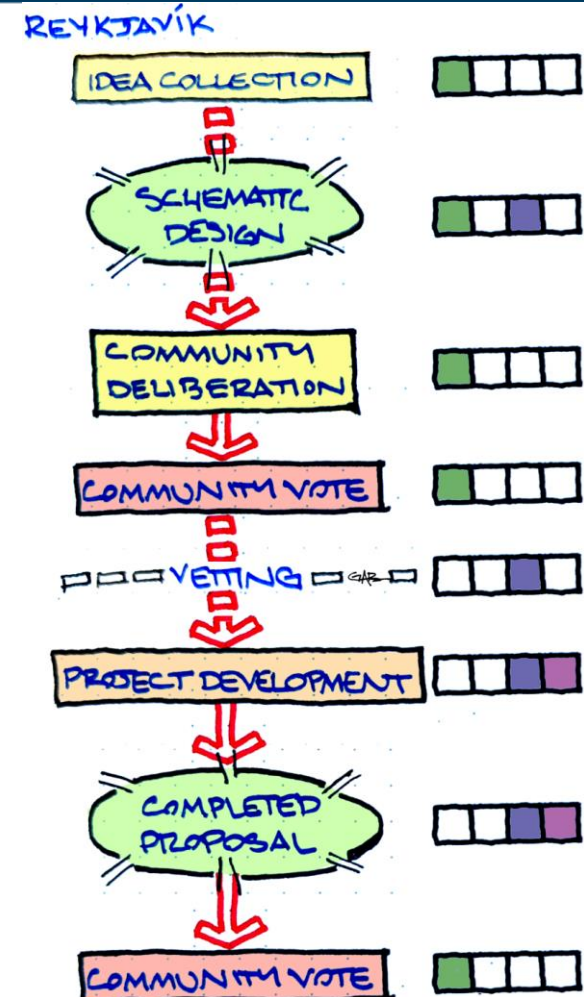 REYKJAVÍK
IDEA COLLECTION
SCHEMATIC
DESIGN
COMMUNITY
DELIBERATION
COMMUNITY VOTE
VETTING
PROJECT DEVELOPMENT
COMPLETED
PROPOSAL
COMMUNITY VOTE